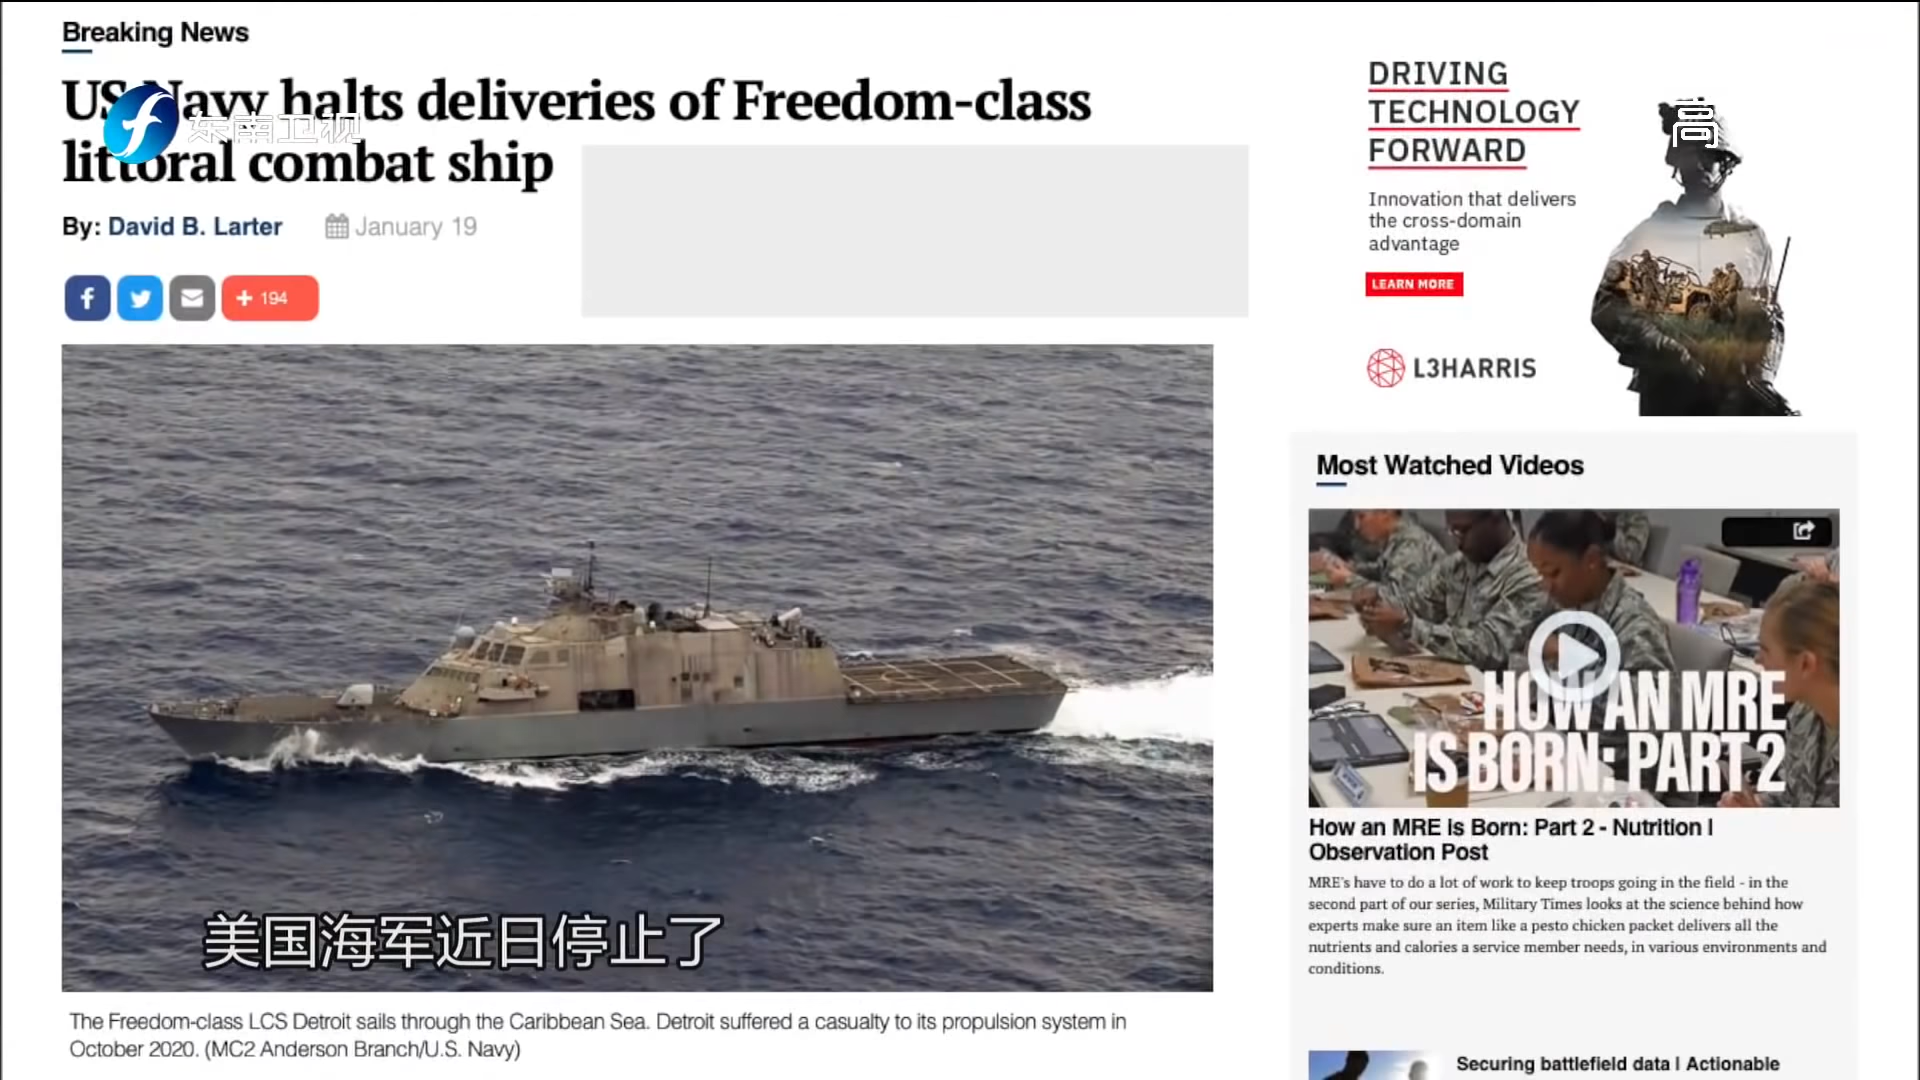 Breaking News
US Navy halts deliveries of Freedom-class
littoral combat ship
东南卫视
高
By: David B. Larter
January 19
194
DRIVING
TECHNOLOGY
FORWARD
Innovation that delivers
the cross-domain
advantage
LEARN MORE
L3HARRIS
美国海军近日停止了
The Freedom-class LCS Detroit sails through the Caribbean Sea. Detroit suffered a casualty to its propulsion system in
October 2020. (MC2 Anderson Branch/U.S. Navy)
Most Watched Videos
HOW AN MRE
IS BORN: PART 2
How an MRE is Born: Part 2 - Nutrition |
Observation Post
MRE's have to do a lot of work to keep troops going in the field - in the
second part of our series, Military Times looks at the science behind how
experts make sure an item like a pesto chicken packet delivers all the
nutrients and calories a service member needs, in various environments and
conditions.
Securing battlefield data | Actionable